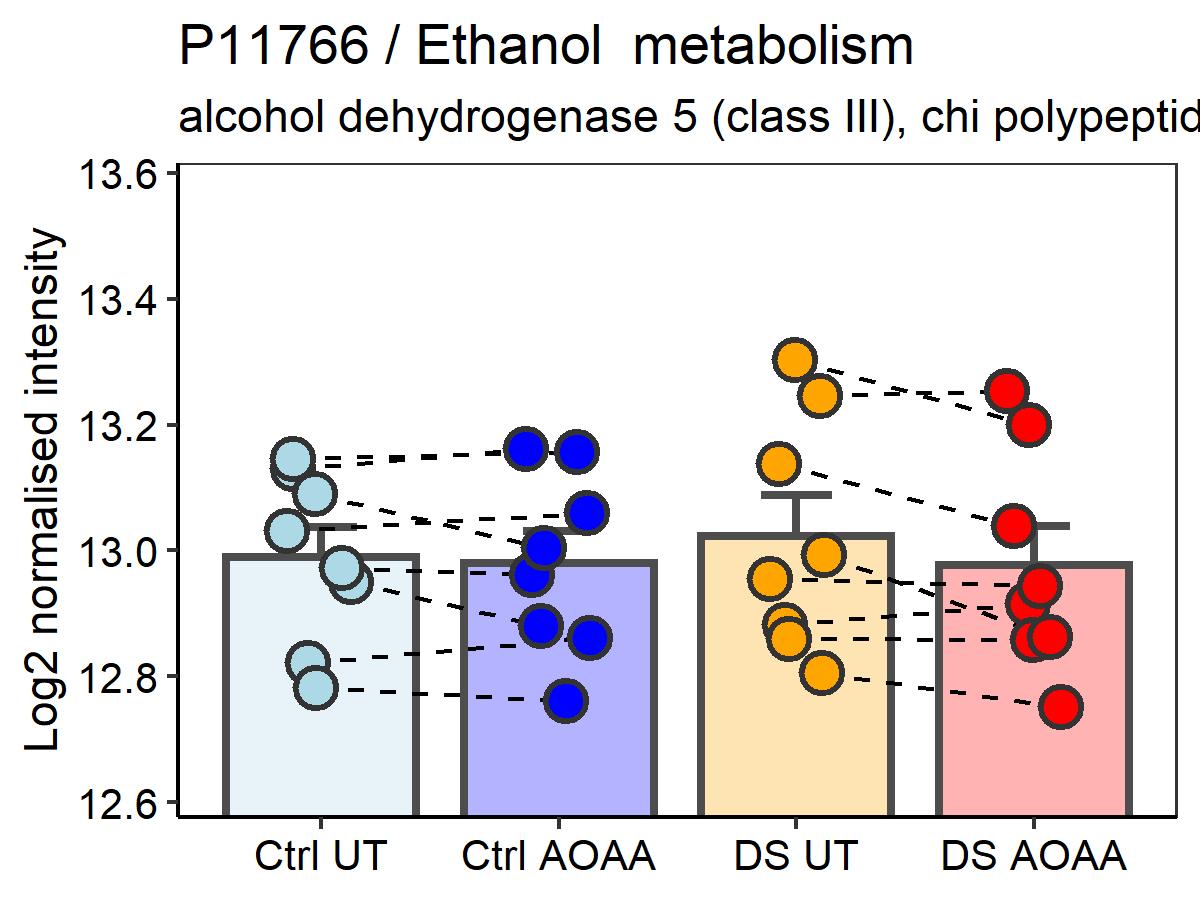 P11766 / Ethanol  metabolism
alcohol dehydrogenase 5 (class III), chi polypeptid
13.6
13.4
13.2
13.0
12.8
12.6
Log2 normalised intensity
Ctrl UT
Ctrl AOAA
DS UT
DS AOAA